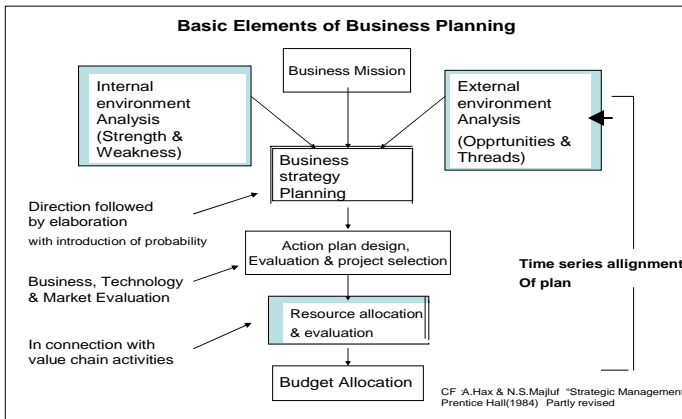 Basic Elements of Business Planning
Business Mission
Internal
environment
Analysis
(Strength &
Weakness)
External
environment
Analysis
(Opprtunities &
Threads)
Business
strategy
Planning
Direction followed
by elaboration
with introduction of probability
Action plan design,
Evaluation & project selection
Business, Technology
& Market Evaluation
Time series allignment
Of plan
Resource allocation
& evaluation
In connection with
value chain activities
Budget Allocation
CF :A.Hax & N.S.Majluf "Strategic Management
Prentice Hall(1984) Partly revised